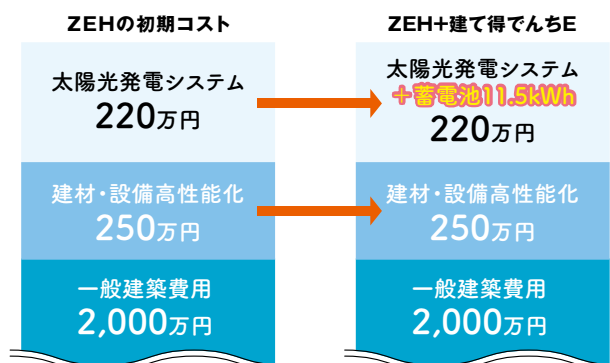 ZEHの初期コスト
太陽光発電システム
220万円
建材・設備高性能化
250万円
一般建築費用
2,000万円
ZEH+建て得でんちE
太陽光発電システム
＋蓄電池11.5kWh
220万円
建材・設備高性能化
250万円
一般建築費用
2,000万円